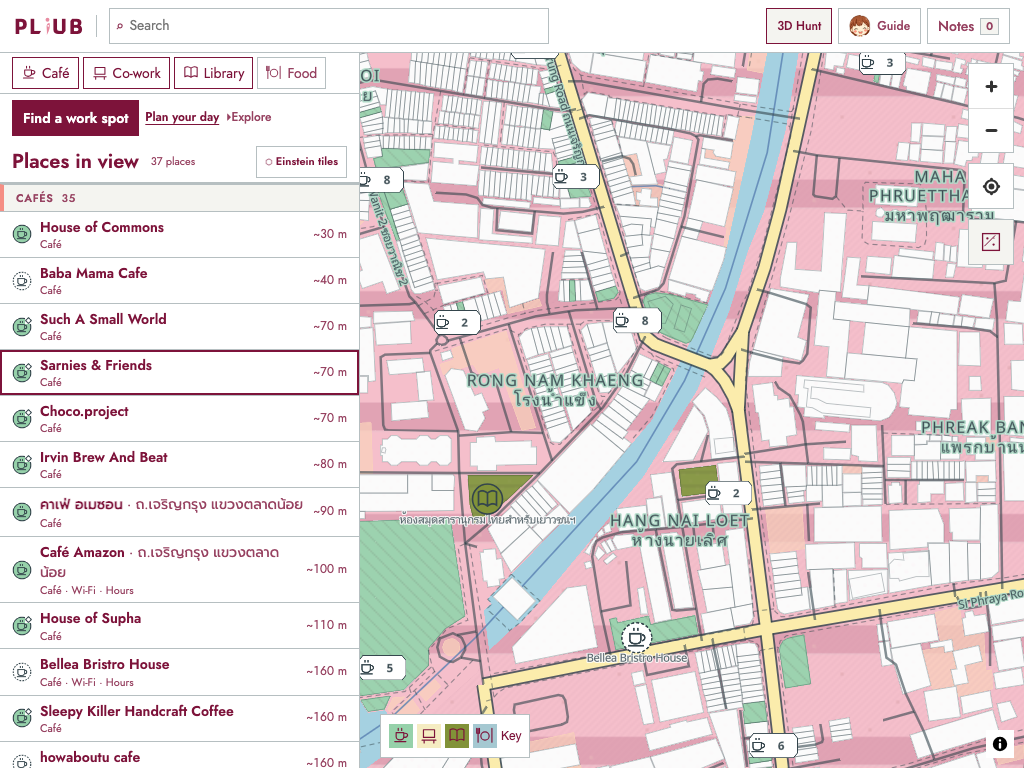 PL UB
Search
3D Hunt
Guide
Notes 0
Café
Co-work
Library
Food
Find a work spot
Plan your day
Explore
Places in view
37 places
Einstein tiles
CAFÉS 35
House of Commons
Café
~30 m
Baba Mama Cafe
Café
~40 m
Such A Small World
Café
~70 m
Sarnies & Friends
Café
~70 m
Choco.project
Café
~70 m
Irvin Brew And Beat
Café
~80 m
คาเฟ่ อเมซอน · ถ.เจริญกรุง แขวงตลาดน้อย
Café
~90 m
Café Amazon · ถ.เจริญกรุง แขวงตลาด
น้อย
Café · Wi-Fi · Hours
~100 m
House of Supha
Café
~110 m
Bellea Bristro House
Café · Wi-Fi · Hours
~160 m
Sleepy Killer Handcraft Coffee
Café · Wi-Fi · Hours
~160 m
howaboutu cafe
~160 m
3
8
3
2
8
2
5
6
MAHA
PHRUETTHA
มหาพฤฒาราม
RONG NAM KHAENG
โรงน้ำแข็ง
PHREAK BAN
แพรกบ้าน
HANG NAI LOET
ห้างนายเลิศ
ห้องสมุดสารานุกรมไทยสำหรับเยาวชนฯ
Si Phraya Ro
Bellea Bristro House
Key